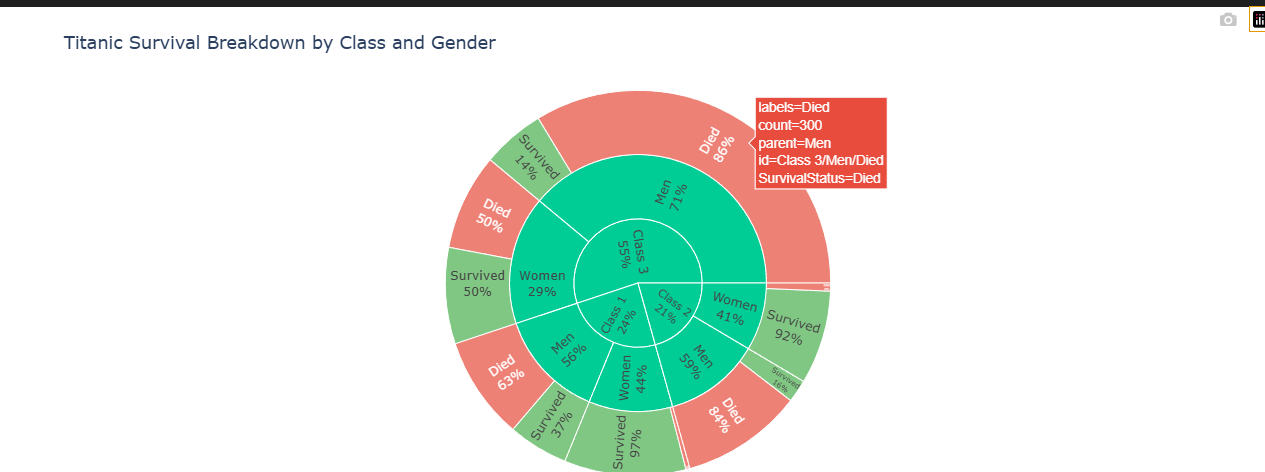 Titanic Survival Breakdown by Class and Gender
labels=Died
count=300
parent=Men
id=Class 3/Men/Died
SurvivalStatus=Died
Died
86%
Survived
14%
Men
71%
Died
50%
Class 3
55%
Women
29%
Survived
50%
Class 1
24%
Class 2
21%
Women
41%
Survived
92%
Men
56%
Women
44%
Men
59%
Died
63%
Survived
37%
Survived
97%
Died
84%
Survived
16%